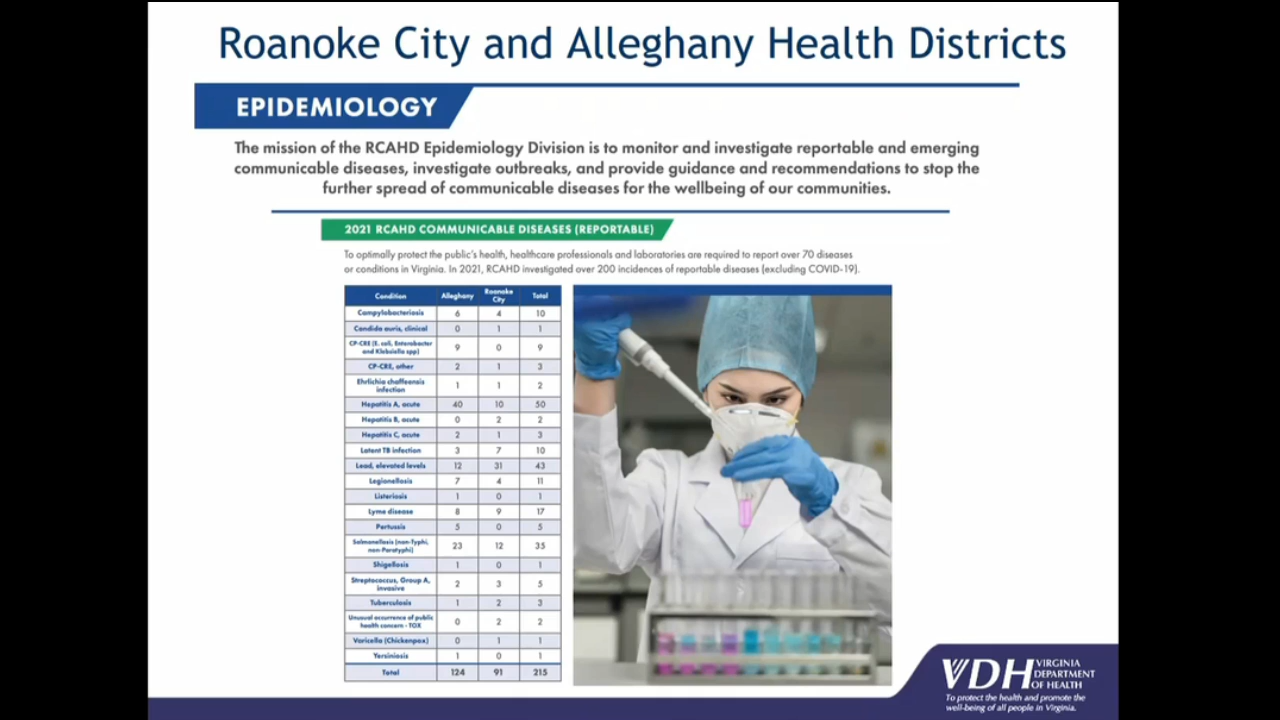 Roanoke City and Alleghany Health Districts
EPIDEMIOLOGY
The mission of the RCAHD Epidemiology Division is to monitor and investigate reportable and emerging
communicable diseases, investigate outbreaks, and provide guidance and recommendations to stop the
further spread of communicable diseases for the wellbeing of our communities.
2021 RCAHD COMMUNICABLE DISEASES (REPORTABLE)
To optimally protect the public's health, healthcare professionals and laboratories are required to report over 70 diseases
or conditions in Virginia. In 2021, RCAHD investigated over 200 incidences of reportable diseases (excluding COVID-19).
Condition Alleghany Roanoke City Total
Campylobacteriosis 6 4 10
Candida auris, clinical 0 1 1
CP-CRE (E. coli, Enterobacter
and Klebsiella spp) 9 0 9
CP-CRE, other 2 1 3
Ehrlichia chaffeensis
infection 1 1 2
Hepatitis A, acute 40 10 50
Hepatitis B, acute 0 2 2
Hepatitis C, acute 2 1 3
Latent TB infection 3 7 10
Lead, elevated levels 12 31 43
Legionellosis 7 4 11
Listeriosis 1 0 1
Lyme disease 8 9 17
Pertussis 5 0 5
Salmonellosis (non-Typhi,
non-Paratyphi) 23 12 35
Shigellosis 1 0 1
Streptococcus, Group A,
invasive 2 3 5
Tuberculosis 1 2 3
Unusual occurrence of public
health concern - TOX 0 2 2
Varicella (Chickenpox) 0 1 1
Yersiniosis 1 0 1
Total 124 91 215
VDH VIRGINIA
DEPARTMENT
OF HEALTH
To protect the health and promote the
well-being of all people in Virginia.